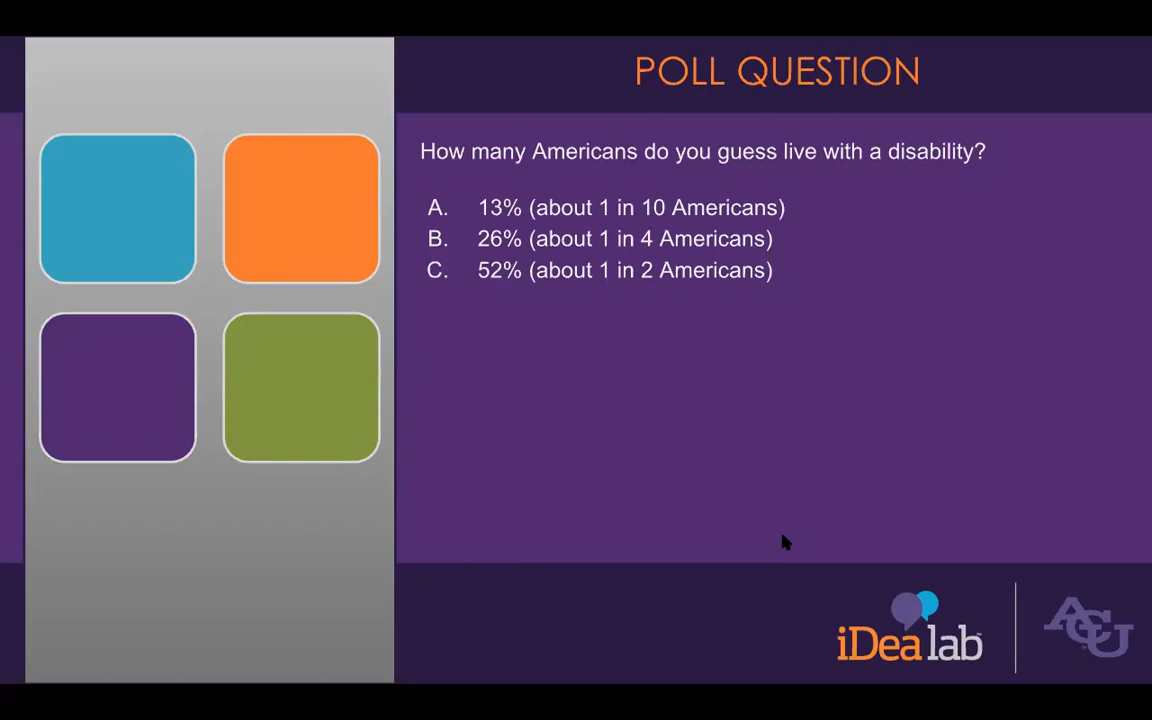 POLL QUESTION
How many Americans do you guess live with a disability?
A. 13% (about 1 in 10 Americans)
B. 26% (about 1 in 4 Americans)
C. 52% (about 1 in 2 Americans)
iDea lab
ACU